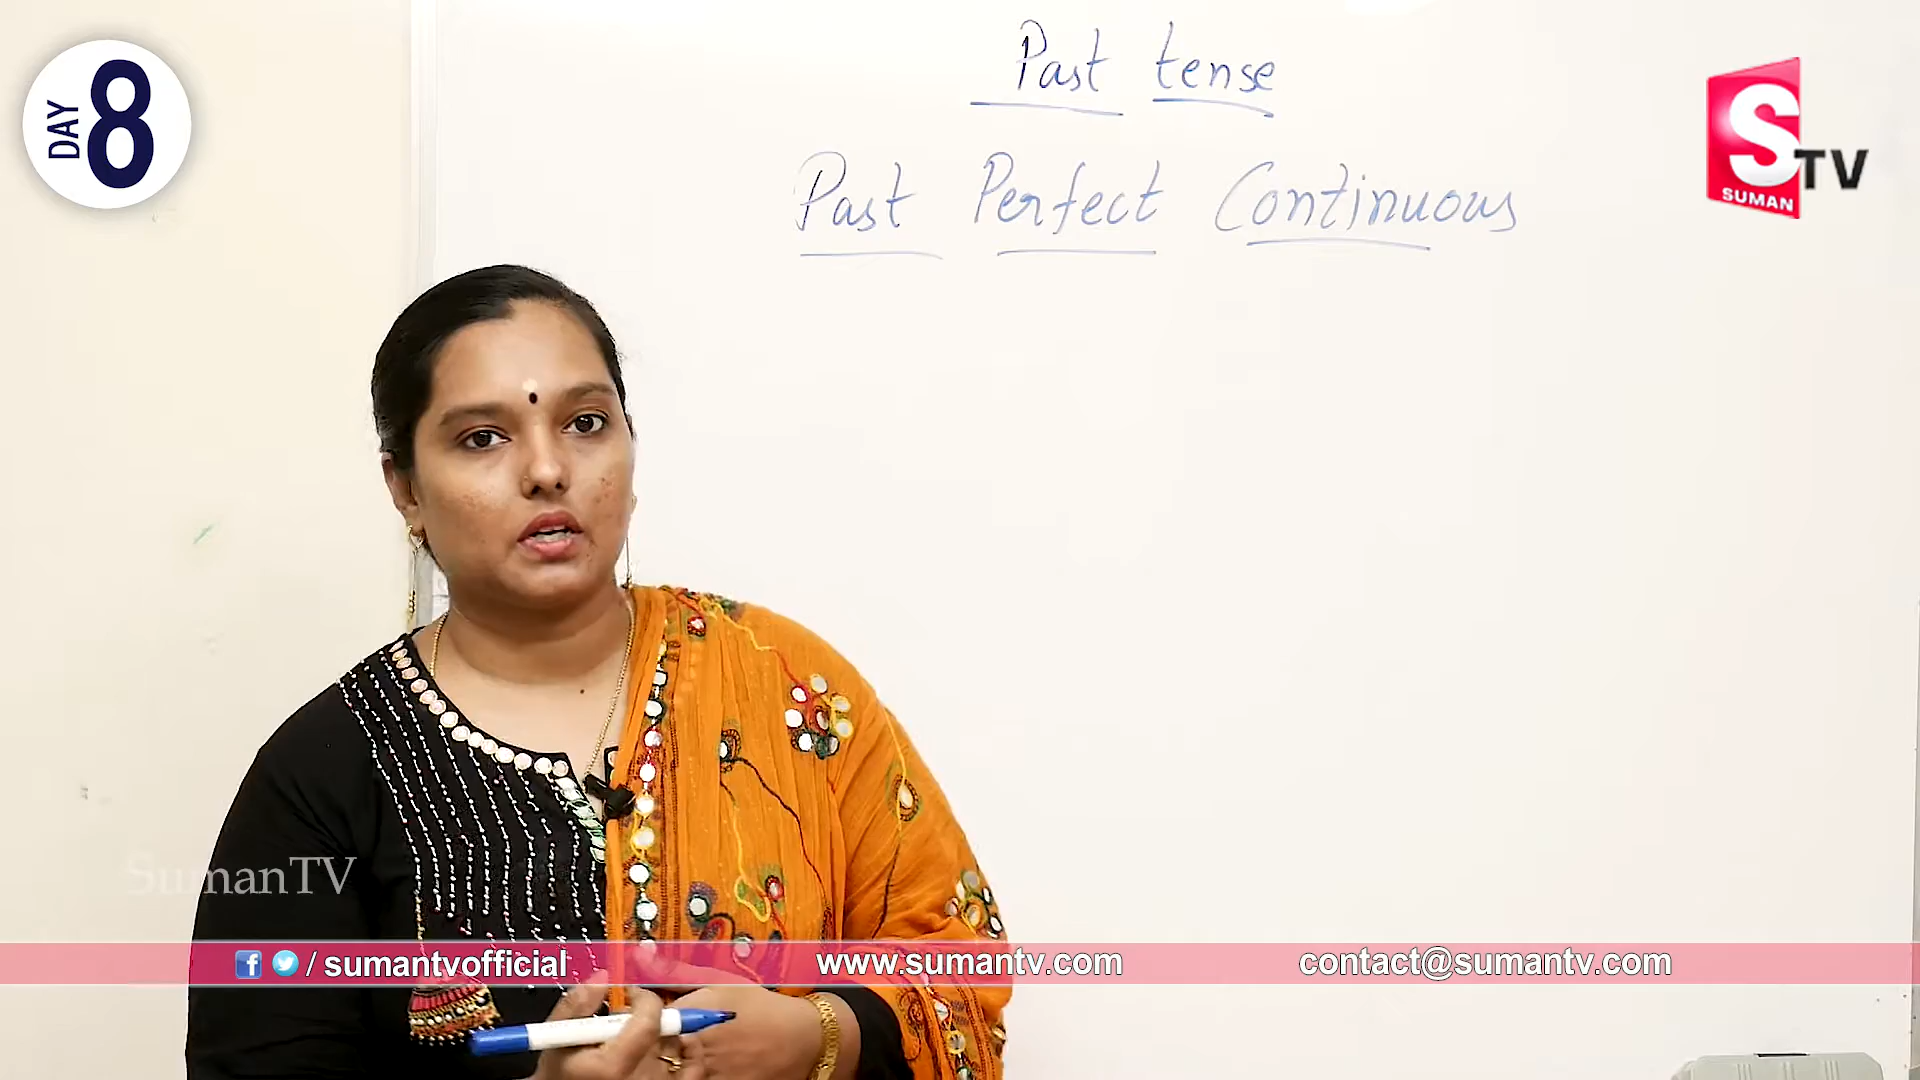 Past tense
DAY 8
S TV
SUMAN
Past Perfect Continuous
SumanTV
f / sumantvofficial
www.sumantv.com
contact@sumantv.com